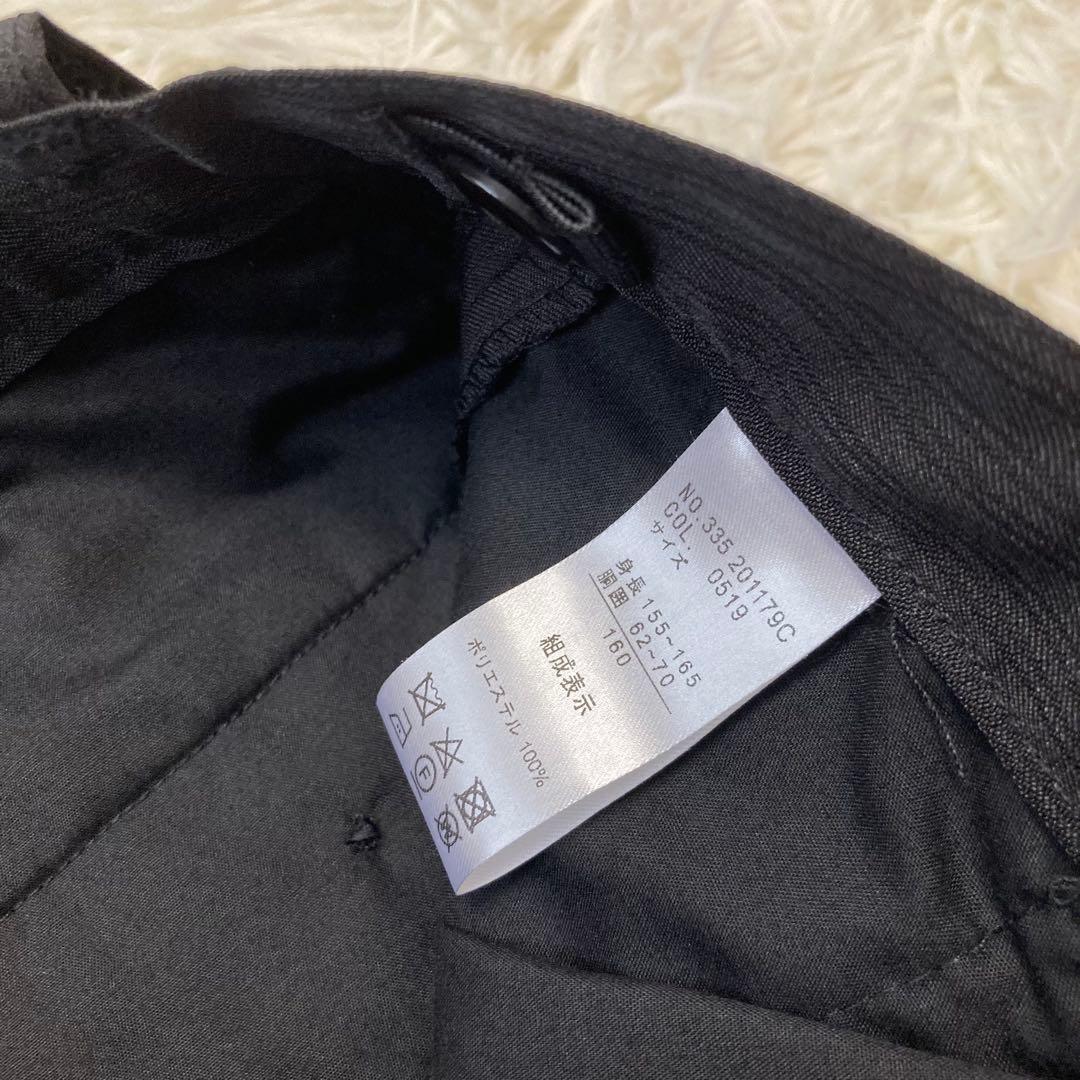 NO.335 201179C
COL. 0519
サイズ
身長 155~165
胴囲 62~70
160
組成表示
ポリエステル 100%
F